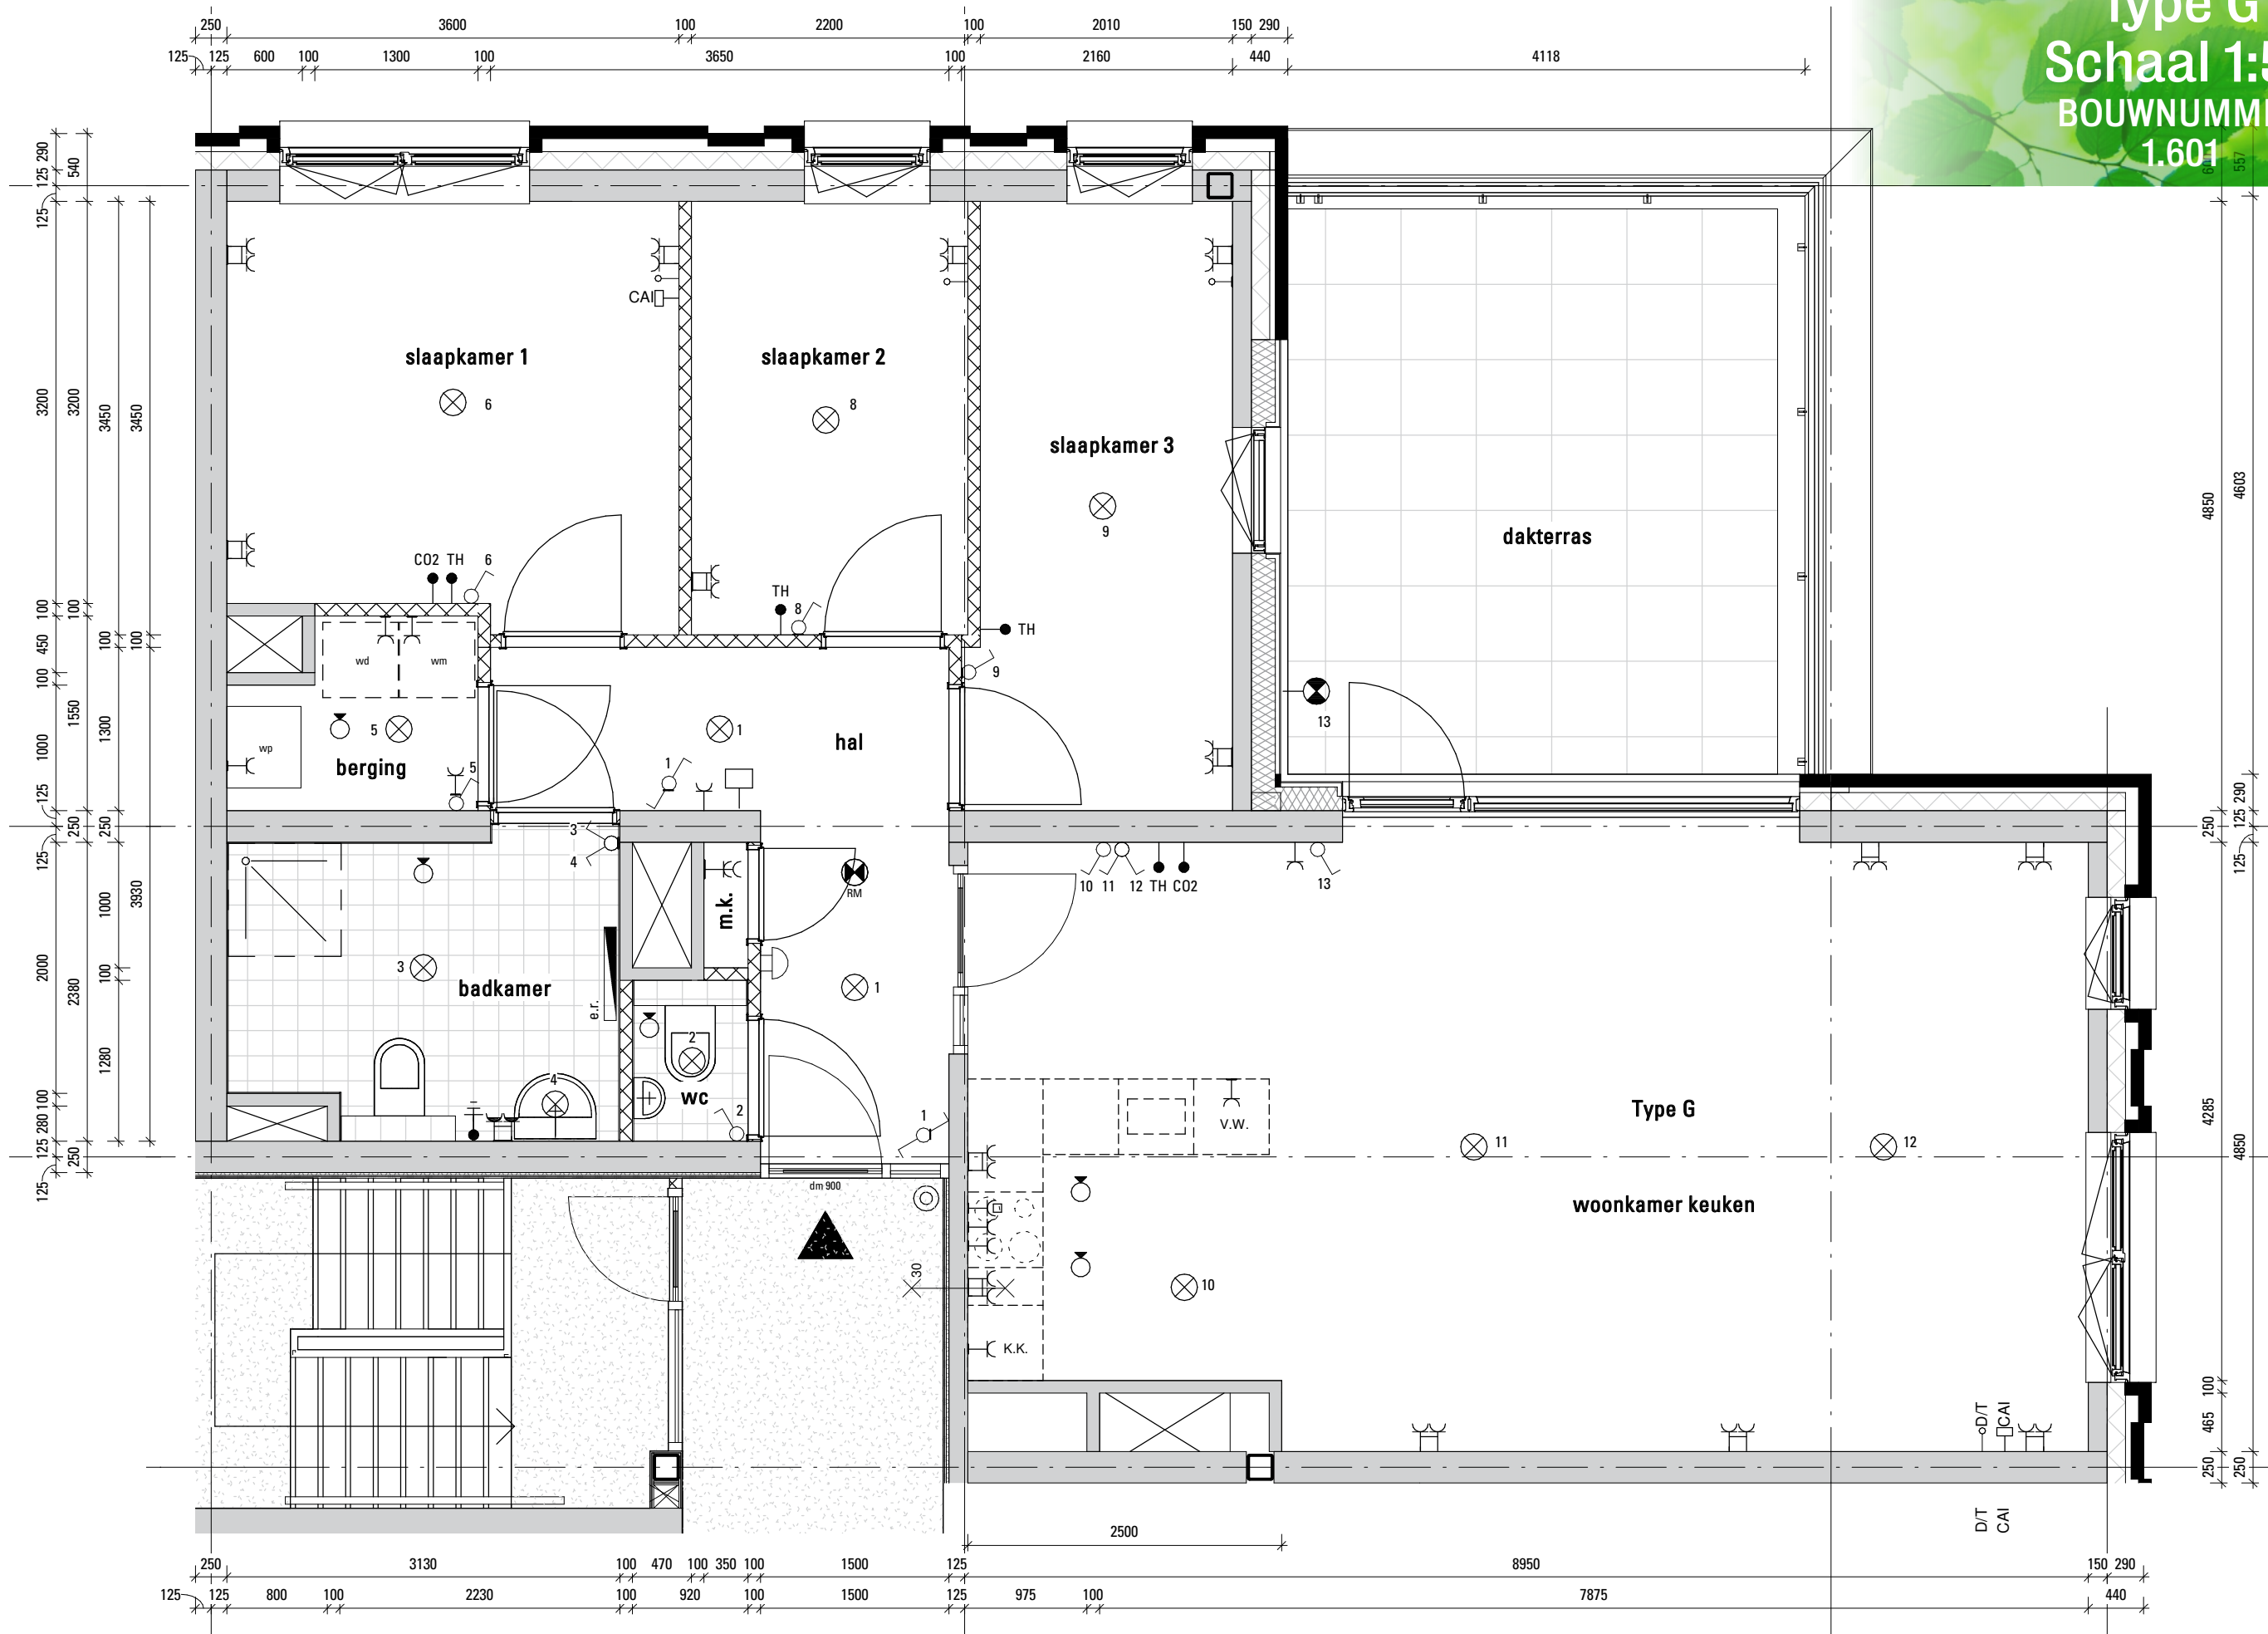 Type G
Schaal 1:5
BOUWNUMM
1.601
250 3600 100 2200 100 2010 150 290
125 125 600 100 1300 100 3650 100 2160 440 4118
290 125 125
540
557
CAI
slaapkamer 1
slaapkamer 2
slaapkamer 3
6
8
9
dakterras
3200 3200 3450 3450
4850 4603
CO2 TH 6
TH 8
TH
9
100 450 100 1000 125
100 1550
100 1300
100
wd wm
wp
5
berging
5
1
hal
1
13
250 250
125
3
4
290 125 250 125
10 11 12 TH CO2
13
m.k.
RM
2000 2380 1000 100 1280 3930
3
badkamer
e.r.
1
4
2
wc
2
1
V.W.
Type G
11
12
4285 4850
100 280 125 250 125
dm 900
woonkamer keuken
30
10
K.K.
D/T
CAI
100 465 250 250
D/T
CAI
2500
250 3130 100 470 100 350 100 1500 125 8950 150 290
125 125 800 100 2230 100 920 100 1500 125 975 100 7875 440